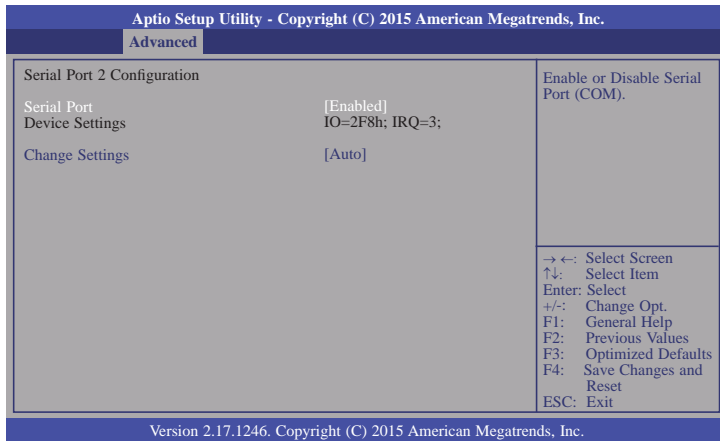 Aptio Setup Utility - Copyright (C) 2015 American Megatrends, Inc.
Advanced
Serial Port 2 Configuration
Serial Port [Enabled]
Device Settings IO=2F8h; IRQ=3;
Change Settings [Auto]
Enable or Disable Serial
Port (COM).
→ ←: Select Screen
↑↓: Select Item
Enter: Select
+/-: Change Opt.
F1: General Help
F2: Previous Values
F3: Optimized Defaults
F4: Save Changes and
Reset
ESC: Exit
Version 2.17.1246. Copyright (C) 2015 American Megatrends, Inc.